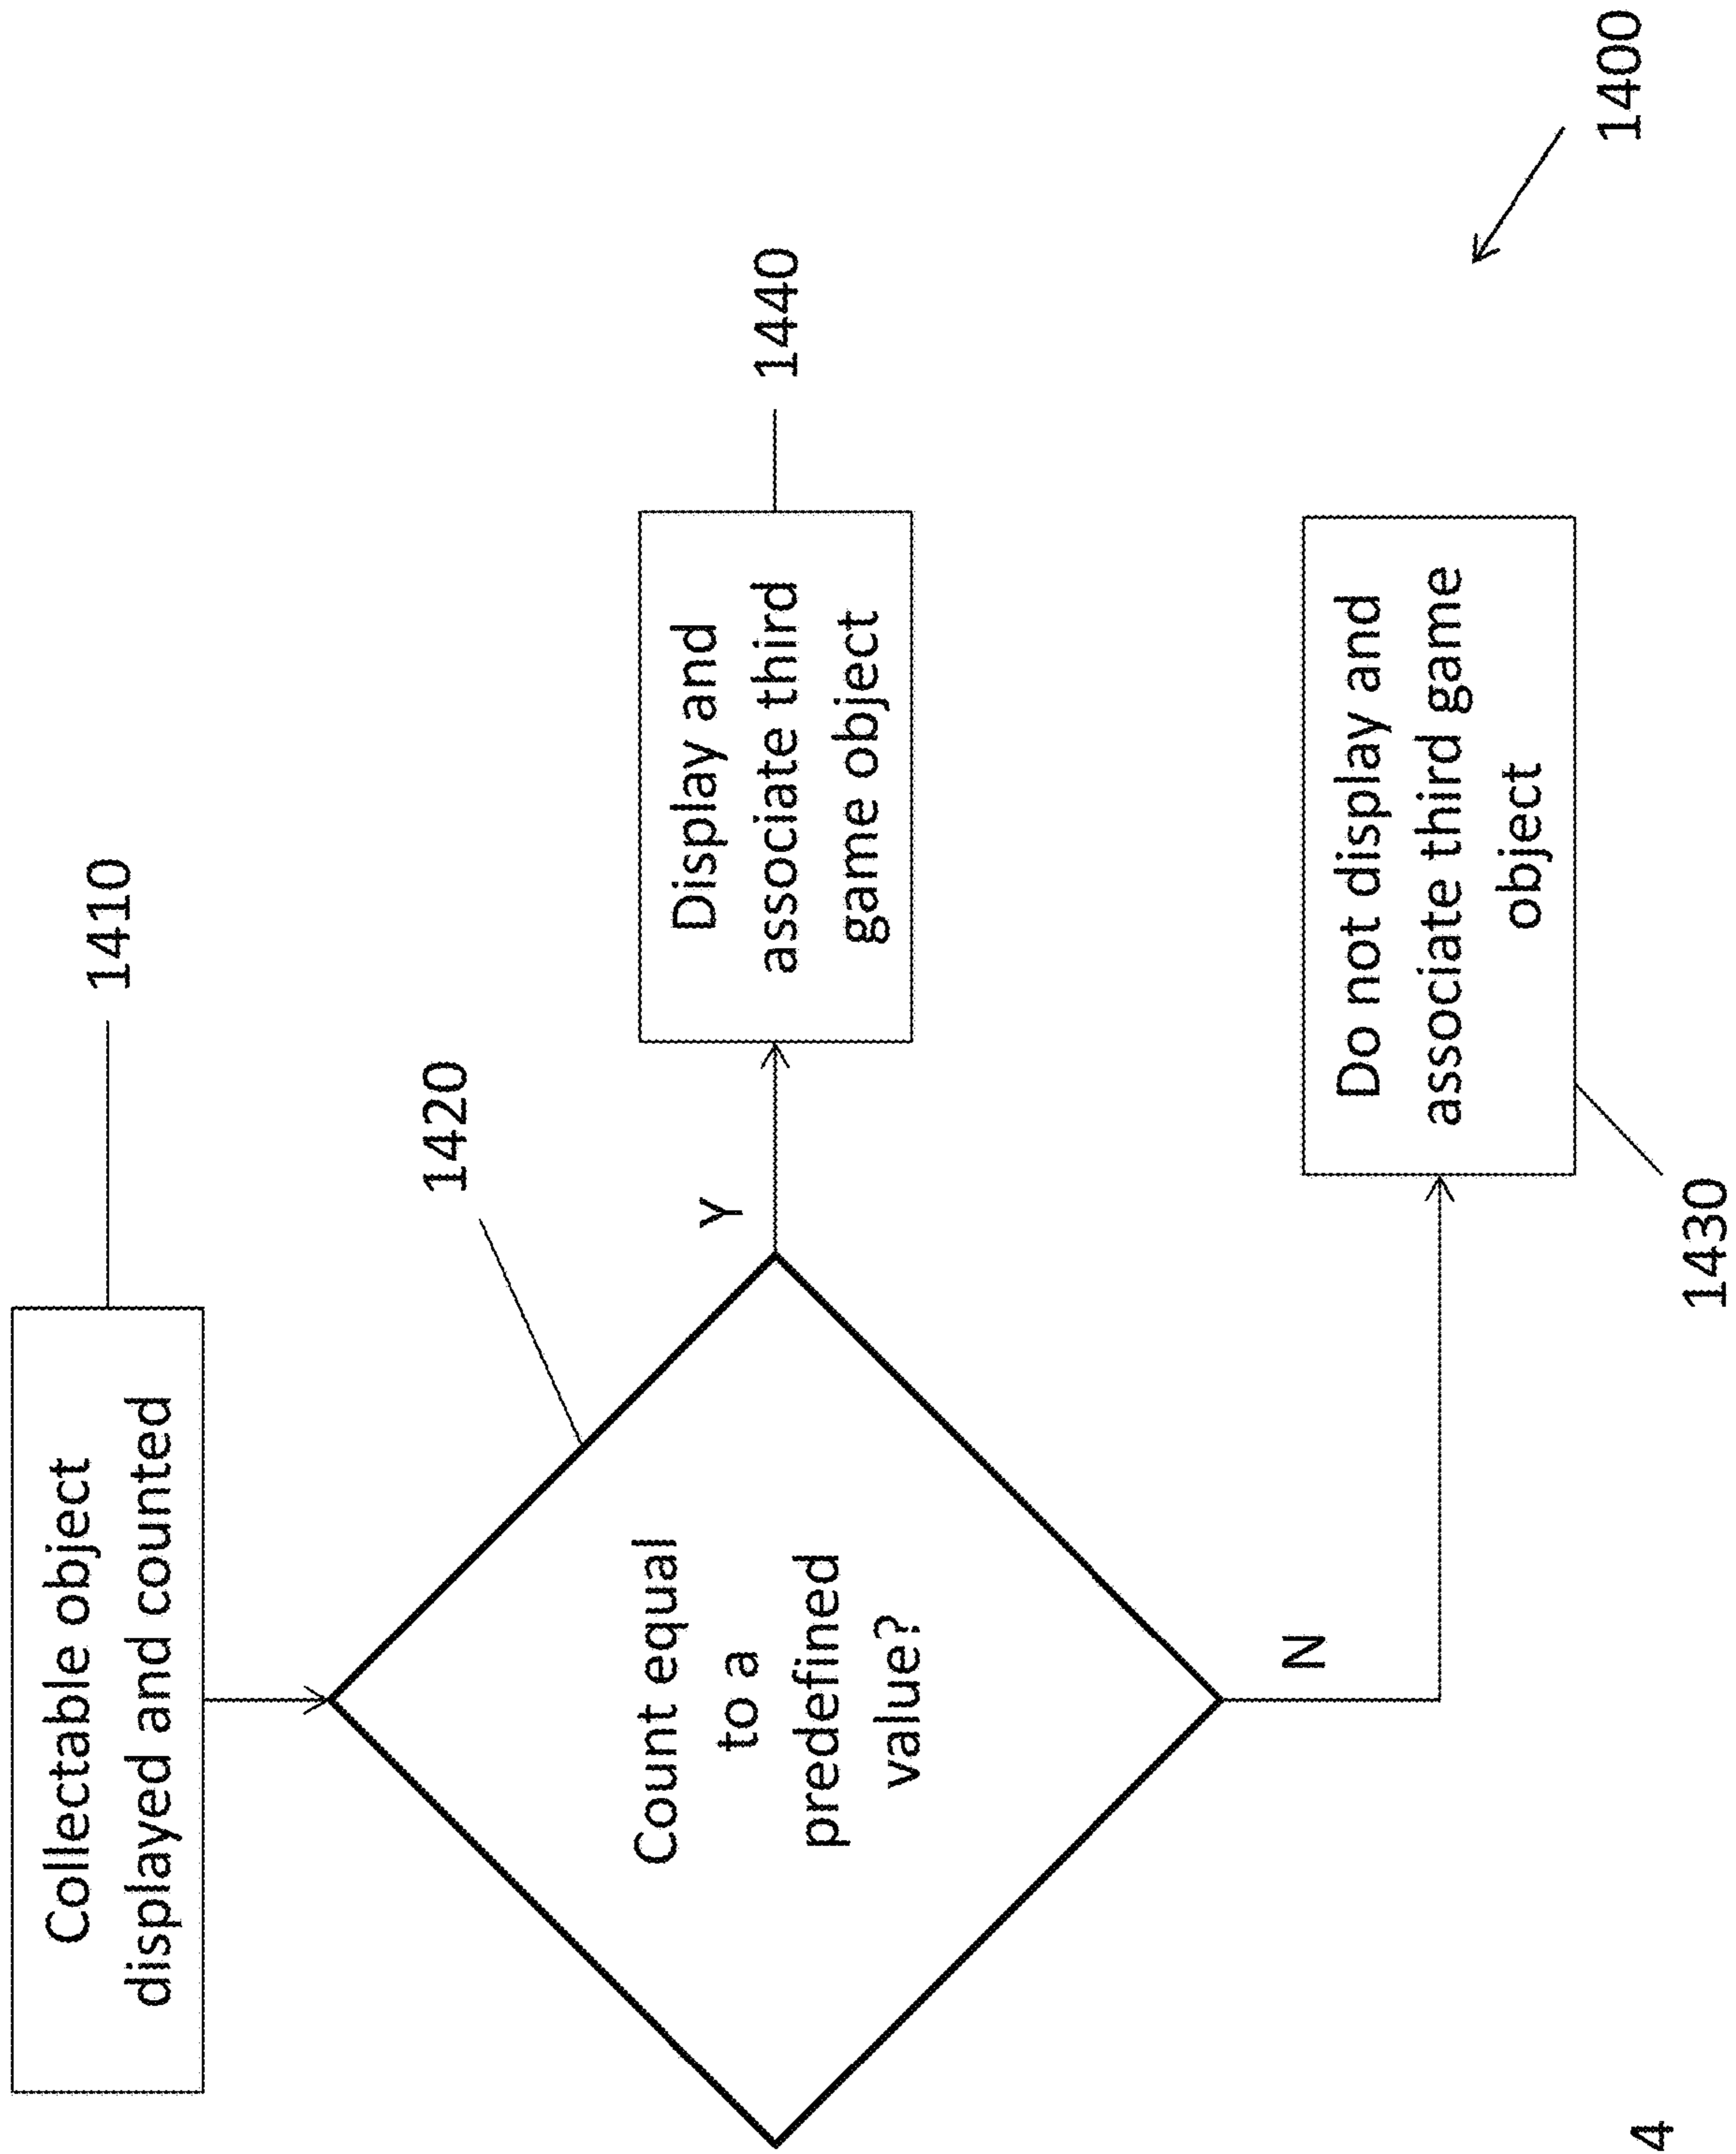 Collectable object
displayed and counted
1410
1420
Count equal
to a
predefined
value?
Y
Display and
associate third
game object
1440
N
Do not display and
associate third game
object
1430
1400
4